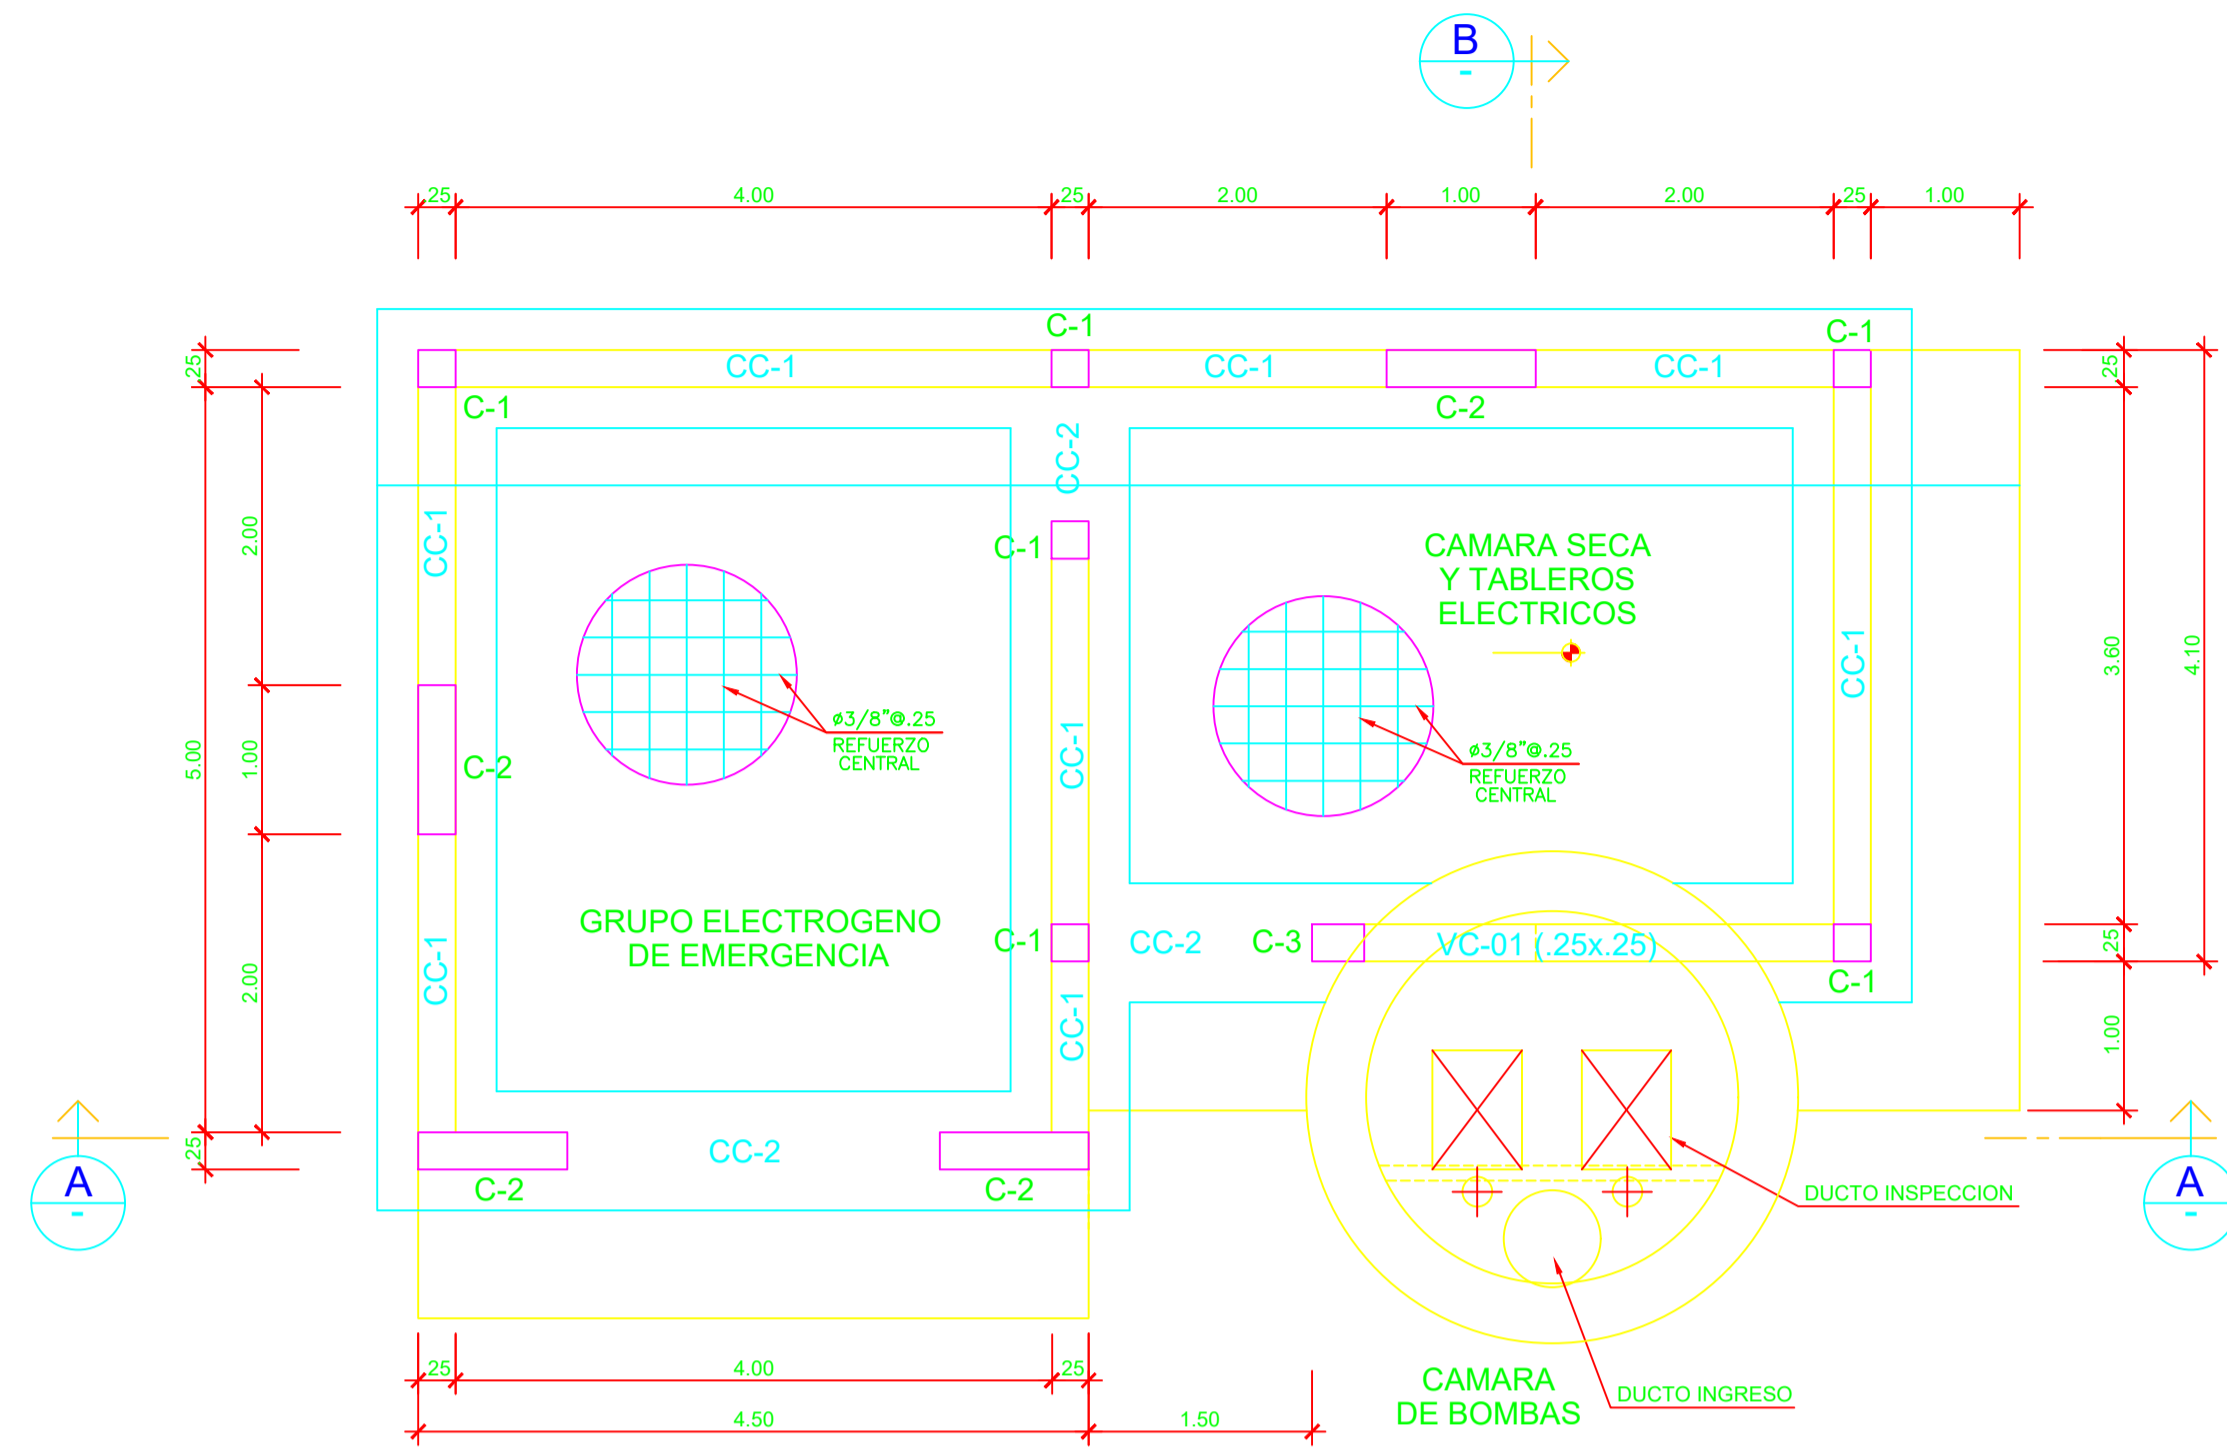 B
-
.25
4.00
.25
2.00
1.00
2.00
.25
1.00
C-1
C-1
.25
CC-1
CC-1
CC-1
.25
C-1
C-2
CC-2
2.00
CC-1
C-1
CAMARA SECA
Y TABLEROS
ELECTRICOS
3.60
4.10
CC-1
ø3/8"@.25
REFUERZO
CENTRAL
ø3/8"@.25
REFUERZO
CENTRAL
5.00
1.00
C-2
CC-1
GRUPO ELECTROGENO
DE EMERGENCIA
C-1
CC-2
C-3
VC-01 (.25x.25)
.25
2.00
CC-1
C-1
CC-1
1.00
.25
CC-2
C-2
C-2
A
-
A
-
DUCTO INSPECCION
.25
4.00
.25
CAMARA
DE BOMBAS
DUCTO INGRESO
4.50
1.50